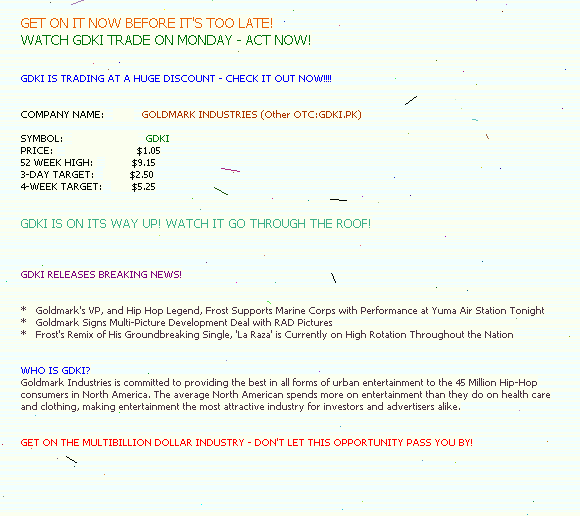 GET ON IT NOW BEFORE IT'S TOO LATE!
WATCH GDKI TRADE ON MONDAY - ACT NOW!
GDKI IS TRADING AT A HUGE DISCOUNT - CHECK IT OUT NOW!!!!
COMPANY NAME: GOLDMARK INDUSTRIES (Other OTC:GDKI.PK)
SYMBOL: GDKI
PRICE: $1.05
52 WEEK HIGH: $9.15
3-DAY TARGET: $2.50
4-WEEK TARGET: $5.25
GDKI IS ON ITS WAY UP! WATCH IT GO THROUGH THE ROOF!
GDKI RELEASES BREAKING NEWS!
* Goldmark's VP, and Hip Hop Legend, Frost Supports Marine Corps with Performance at Yuma Air Station Tonight
* Goldmark Signs Multi-Picture Development Deal with RAD Pictures
* Frost's Remix of His Groundbreaking Single, 'La Raza' is Currently on High Rotation Throughout the Nation
WHO IS GDKI?
Goldmark Industries is committed to providing the best in all forms of urban entertainment to the 45 Million Hip-Hop
consumers in North America. The average North American spends more on entertainment than they do on health care
and clothing, making entertainment the most attractive industry for investors and advertisers alike.
GET ON THE MULTIBILLION DOLLAR INDUSTRY - DON'T LET THIS OPPORTUNITY PASS YOU BY!